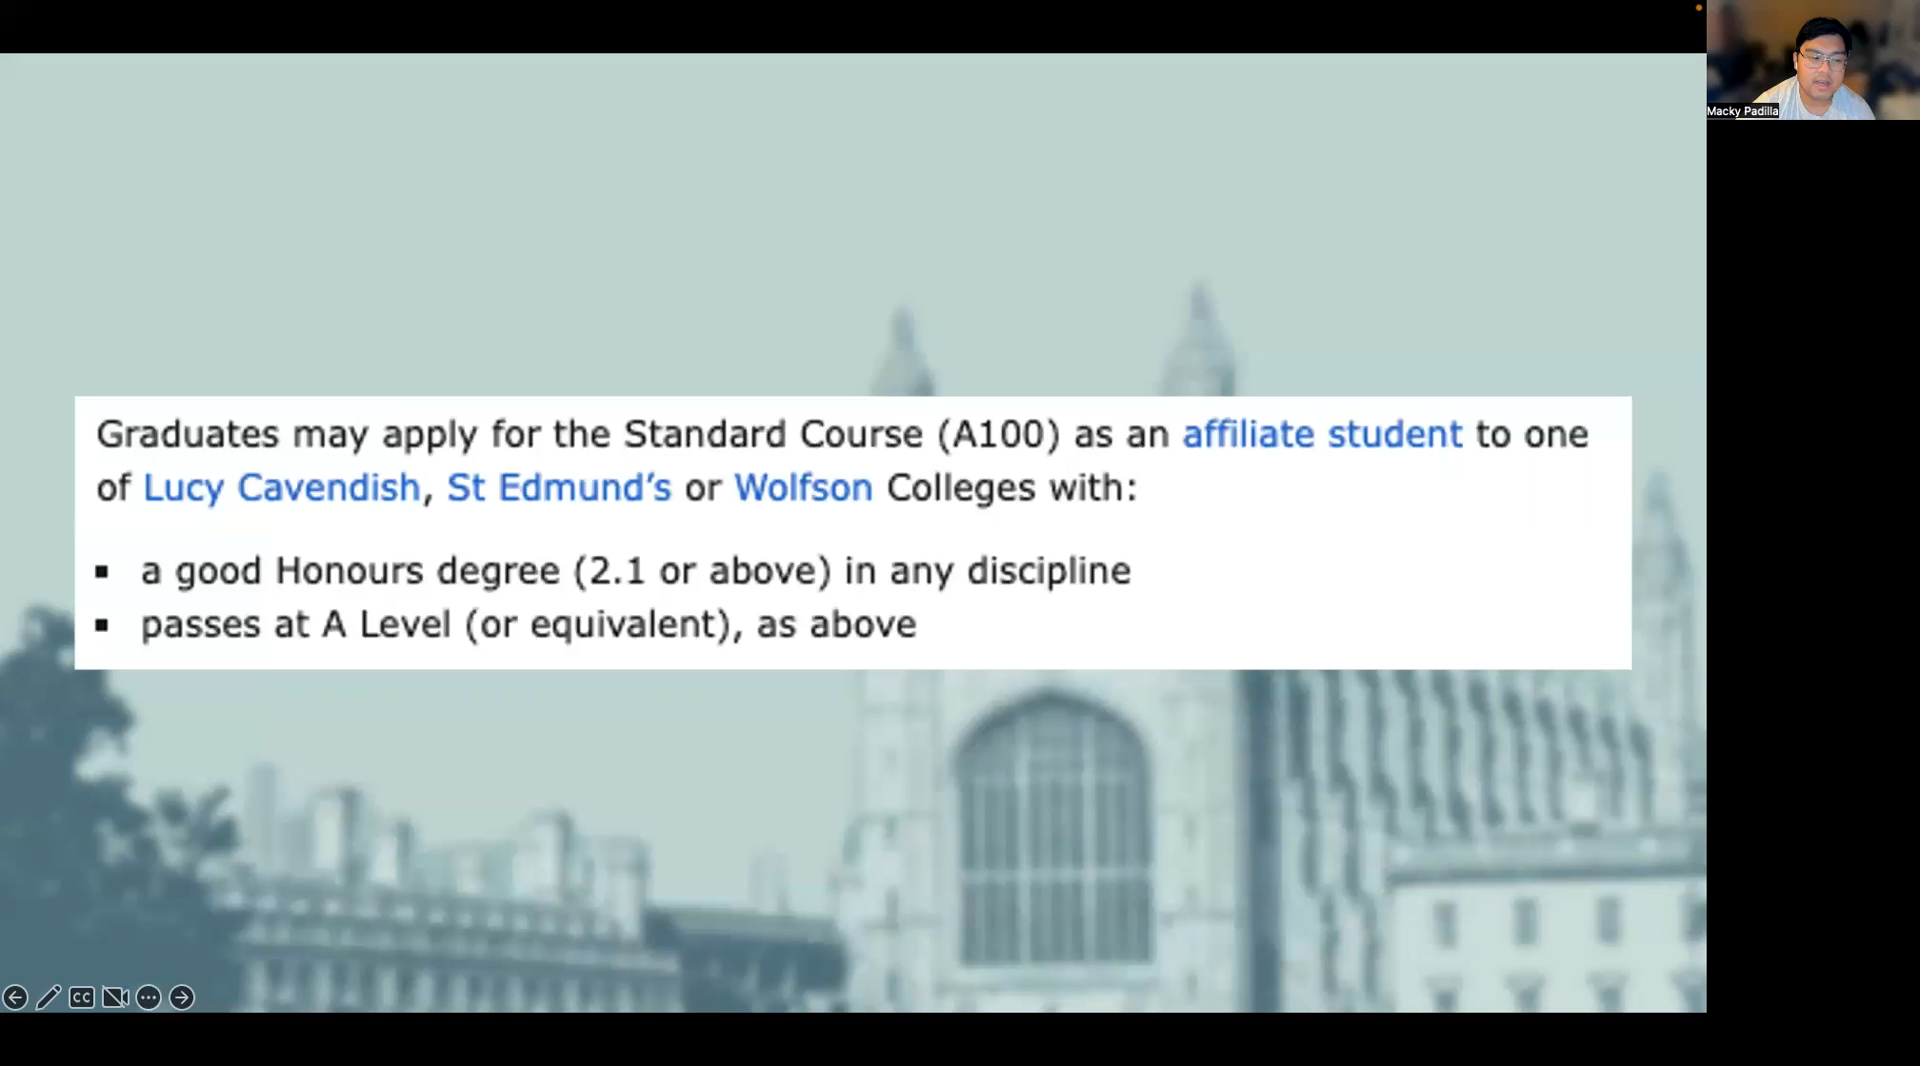 Macky Padilla
Graduates may apply for the Standard Course (A100) as an affiliate student to one
of Lucy Cavendish, St Edmund’s or Wolfson Colleges with:
▪ a good Honours degree (2.1 or above) in any discipline
▪ passes at A Level (or equivalent), as above
CC